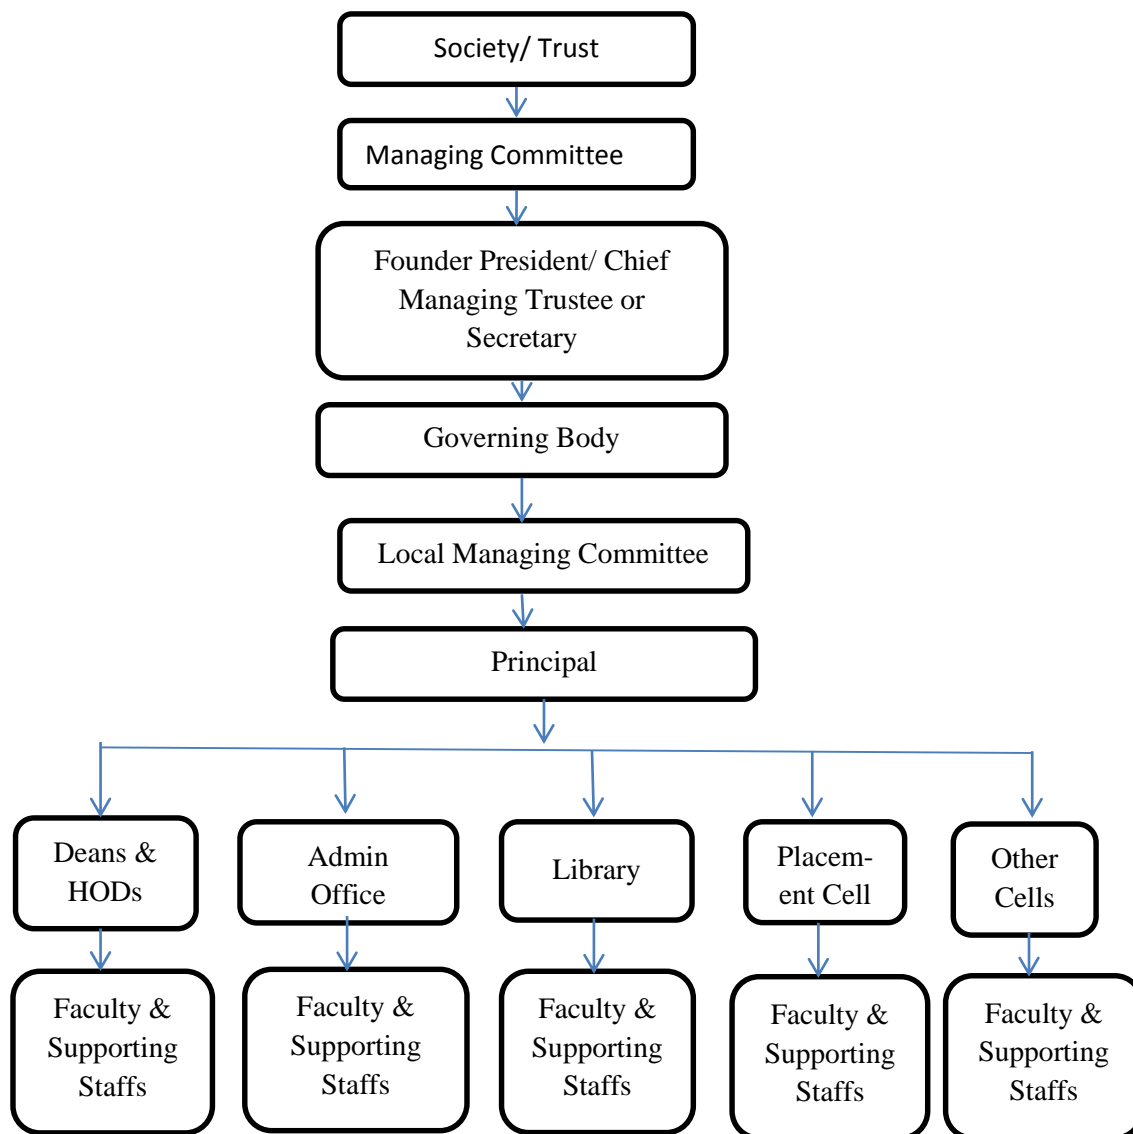 Society/ Trust
Managing Committee
Founder President/ Chief
Managing Trustee or
Secretary
Governing Body
Local Managing Committee
Principal
Deans &
HODs
Admin
Office
Library
Placem-
ent Cell
Other
Cells
Faculty &
Supporting
Staffs
Faculty &
Supporting
Staffs
Faculty &
Supporting
Staffs
Faculty &
Supporting
Staffs
Faculty &
Supporting
Staffs